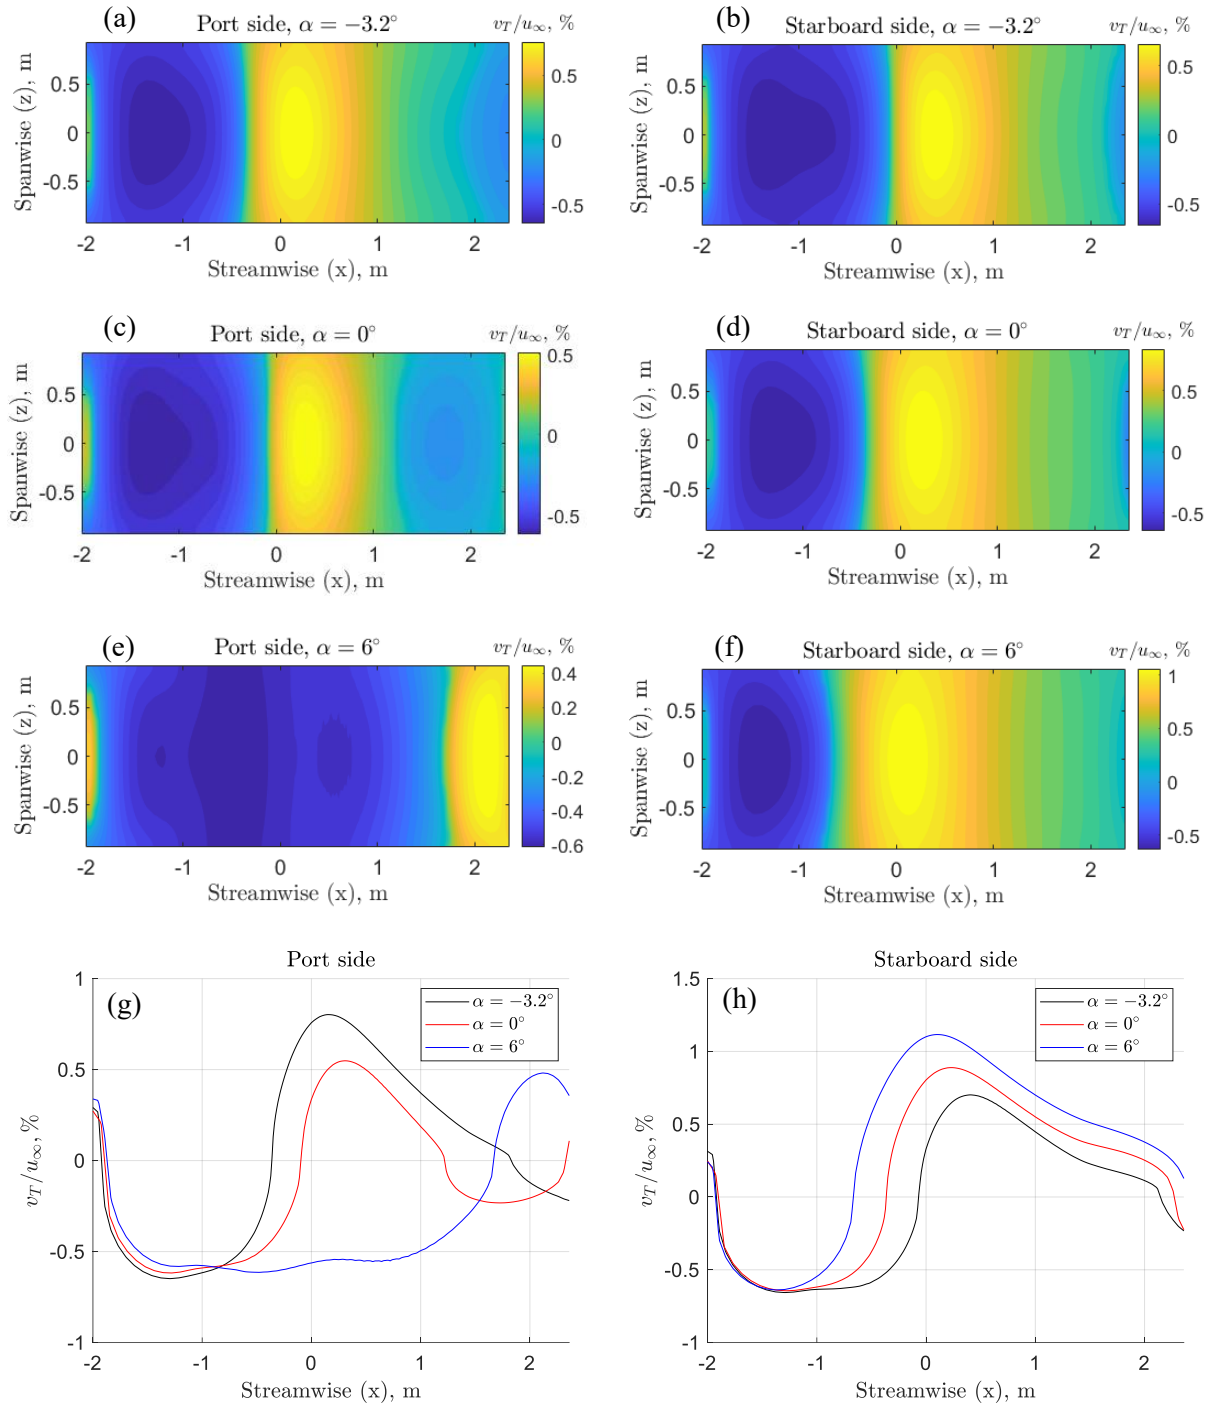 (a) Port side, α = −3.2° v_T/u_∞, %
0.5
0
-0.5
0.5
0
-0.5
Spanwise (z), m
-2 -1 0 1 2
Streamwise (x), m
(b) Starboard side, α = −3.2° v_T/u_∞, %
0.5
0
-0.5
0.5
0
-0.5
Spanwise (z), m
-2 -1 0 1 2
Streamwise (x), m
(c) Port side, α = 0° v_T/u_∞, %
0.5
0
-0.5
0.5
0
-0.5
Spanwise (z), m
-2 -1 0 1 2
Streamwise (x), m
(d) Starboard side, α = 0° v_T/u_∞, %
0.5
0
-0.5
0.5
0
-0.5
Spanwise (z), m
-2 -1 0 1 2
Streamwise (x), m
(e) Port side, α = 6° v_T/u_∞, %
0.5
0
-0.5
0.4
0.2
0
-0.2
-0.4
-0.6
Spanwise (z), m
-2 -1 0 1 2
Streamwise (x), m
(f) Starboard side, α = 6° v_T/u_∞, %
0.5
0
-0.5
1
0.5
0
-0.5
Spanwise (z), m
-2 -1 0 1 2
Streamwise (x), m
Port side
(g)
α = −3.2°
α = 0°
α = 6°
1
0.5
0
-0.5
-1
v_T/u_∞, %
-2 -1 0 1 2
Streamwise (x), m
Starboard side
(h)
α = −3.2°
α = 0°
α = 6°
1.5
1
0.5
0
-0.5
-1
v_T/u_∞, %
-2 -1 0 1 2
Streamwise (x), m